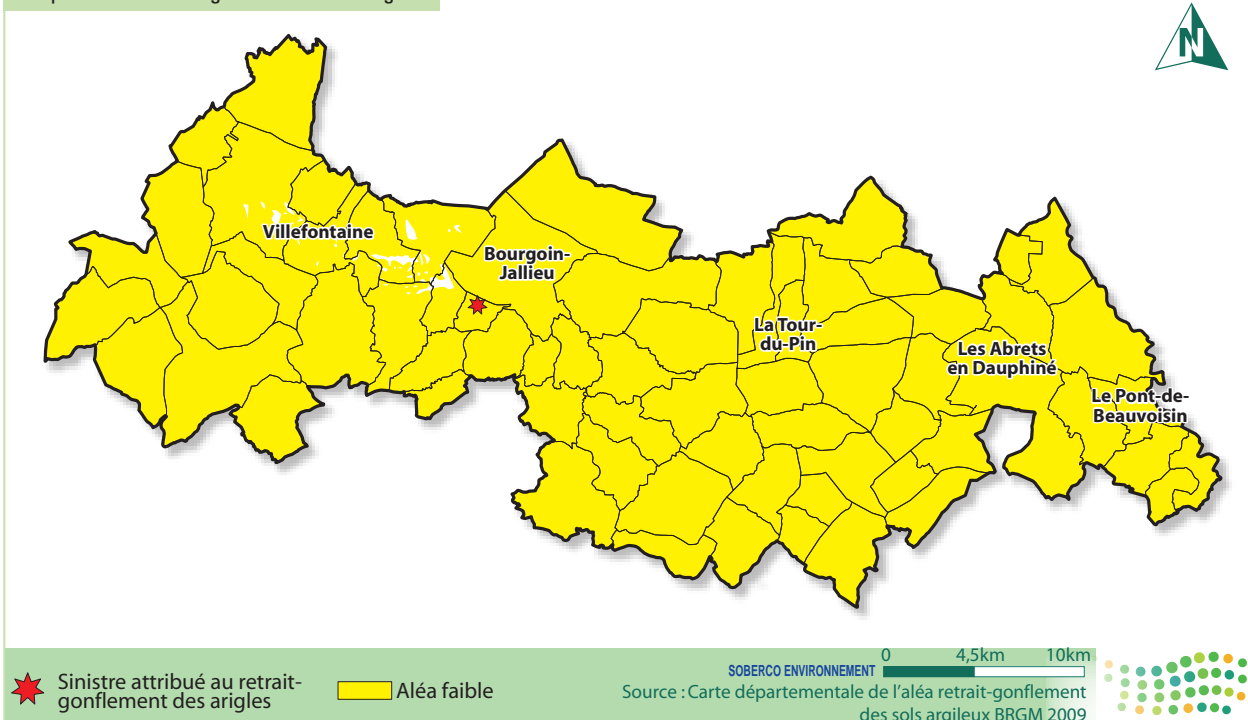 N
Villefontaine
Bourgoin-
Jallieu
La Tour-
du-Pin
Les Abrets
en Dauphiné
Le Pont-de-
Beauvoisin
Sinistre attribué au retrait-
gonflement des arigles
Aléa faible
0 4,5km 10km
SOBERCO ENVIRONNEMENT
Source : Carte départementale de l'aléa retrait-gonflement
des sols argileux BRGM 2009